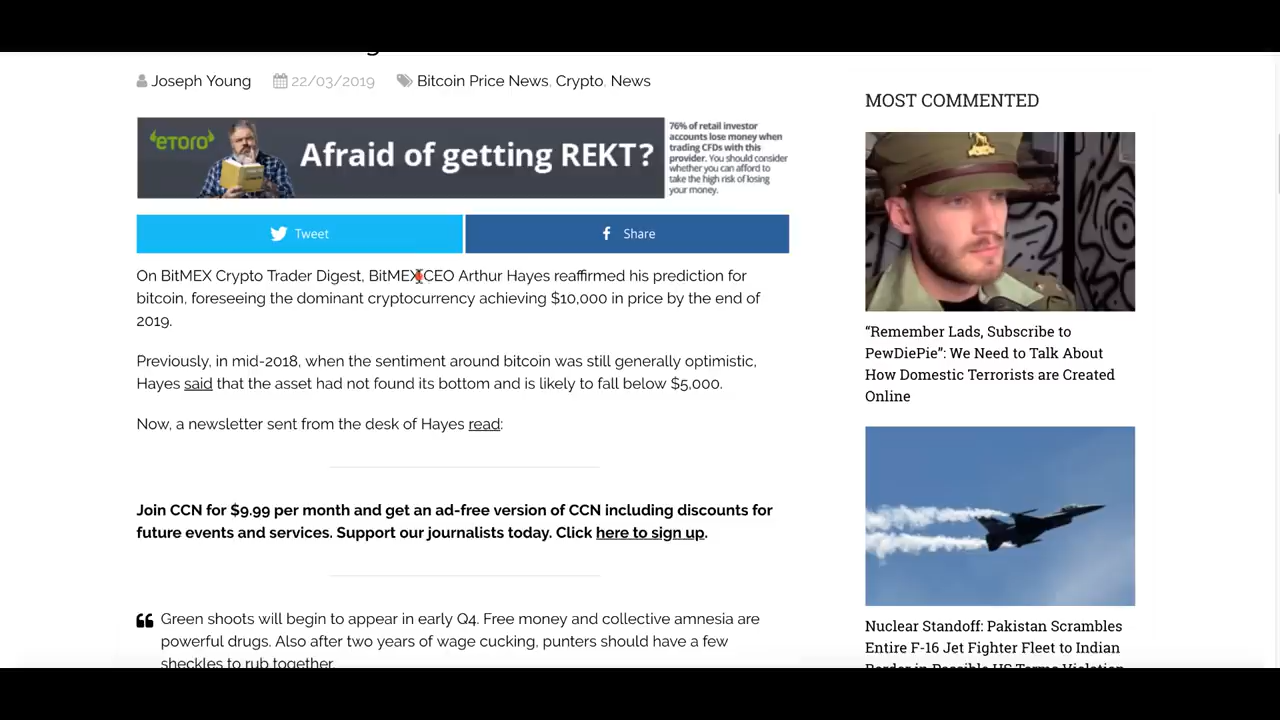 Joseph Young 22/03/2019 Bitcoin Price News, Crypto, News
eToro
Afraid of getting REKT?
76% of retail investor
accounts lose money when
trading CFDs with this
provider. You should consider
whether you can afford to
take the high risk of losing
your money.
Tweet
Share
On BitMEX Crypto Trader Digest, BitMEX CEO Arthur Hayes reaffirmed his prediction for
bitcoin, foreseeing the dominant cryptocurrency achieving $10,000 in price by the end of
2019.
Previously, in mid-2018, when the sentiment around bitcoin was still generally optimistic,
Hayes said that the asset had not found its bottom and is likely to fall below $5,000.
Now, a newsletter sent from the desk of Hayes read:
Join CCN for $9.99 per month and get an ad-free version of CCN including discounts for
future events and services. Support our journalists today. Click here to sign up.
Green shoots will begin to appear in early Q4. Free money and collective amnesia are
powerful drugs. Also after two years of wage cucking, punters should have a few
sheckles to rub together.
MOST COMMENTED
“Remember Lads, Subscribe to
PewDiePie”: We Need to Talk About
How Domestic Terrorists are Created
Online
Nuclear Standoff: Pakistan Scrambles
Entire F-16 Jet Fighter Fleet to Indian
Border in Possible US Terms Violation